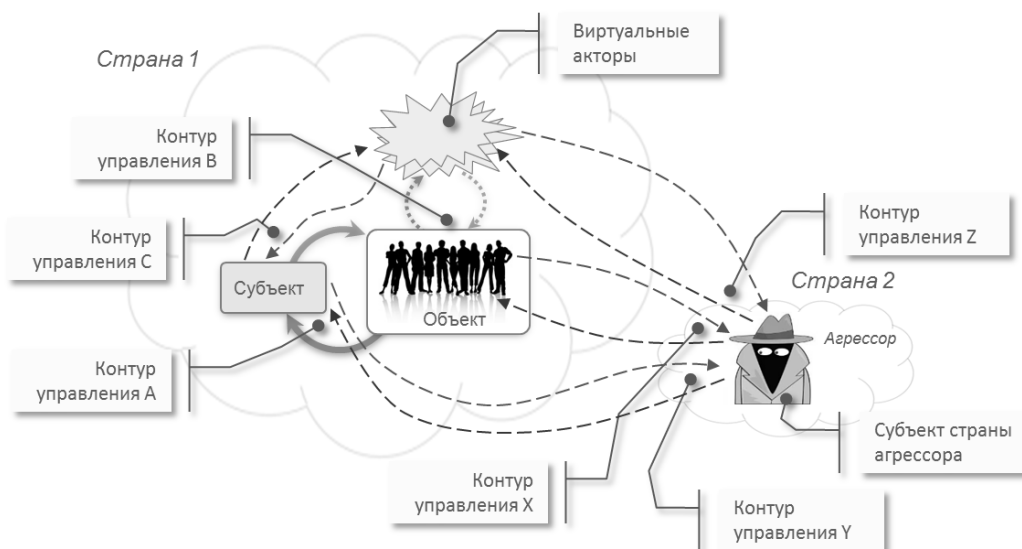 Виртуальные
акторы
Страна 1
Контур
управления B
Контур
управления C
Контур
управления Z
Страна 2
Субъект
Объект
Агрессор
Контур
управления A
Субъект страны
агрессора
Контур
управления X
Контур
управления Y